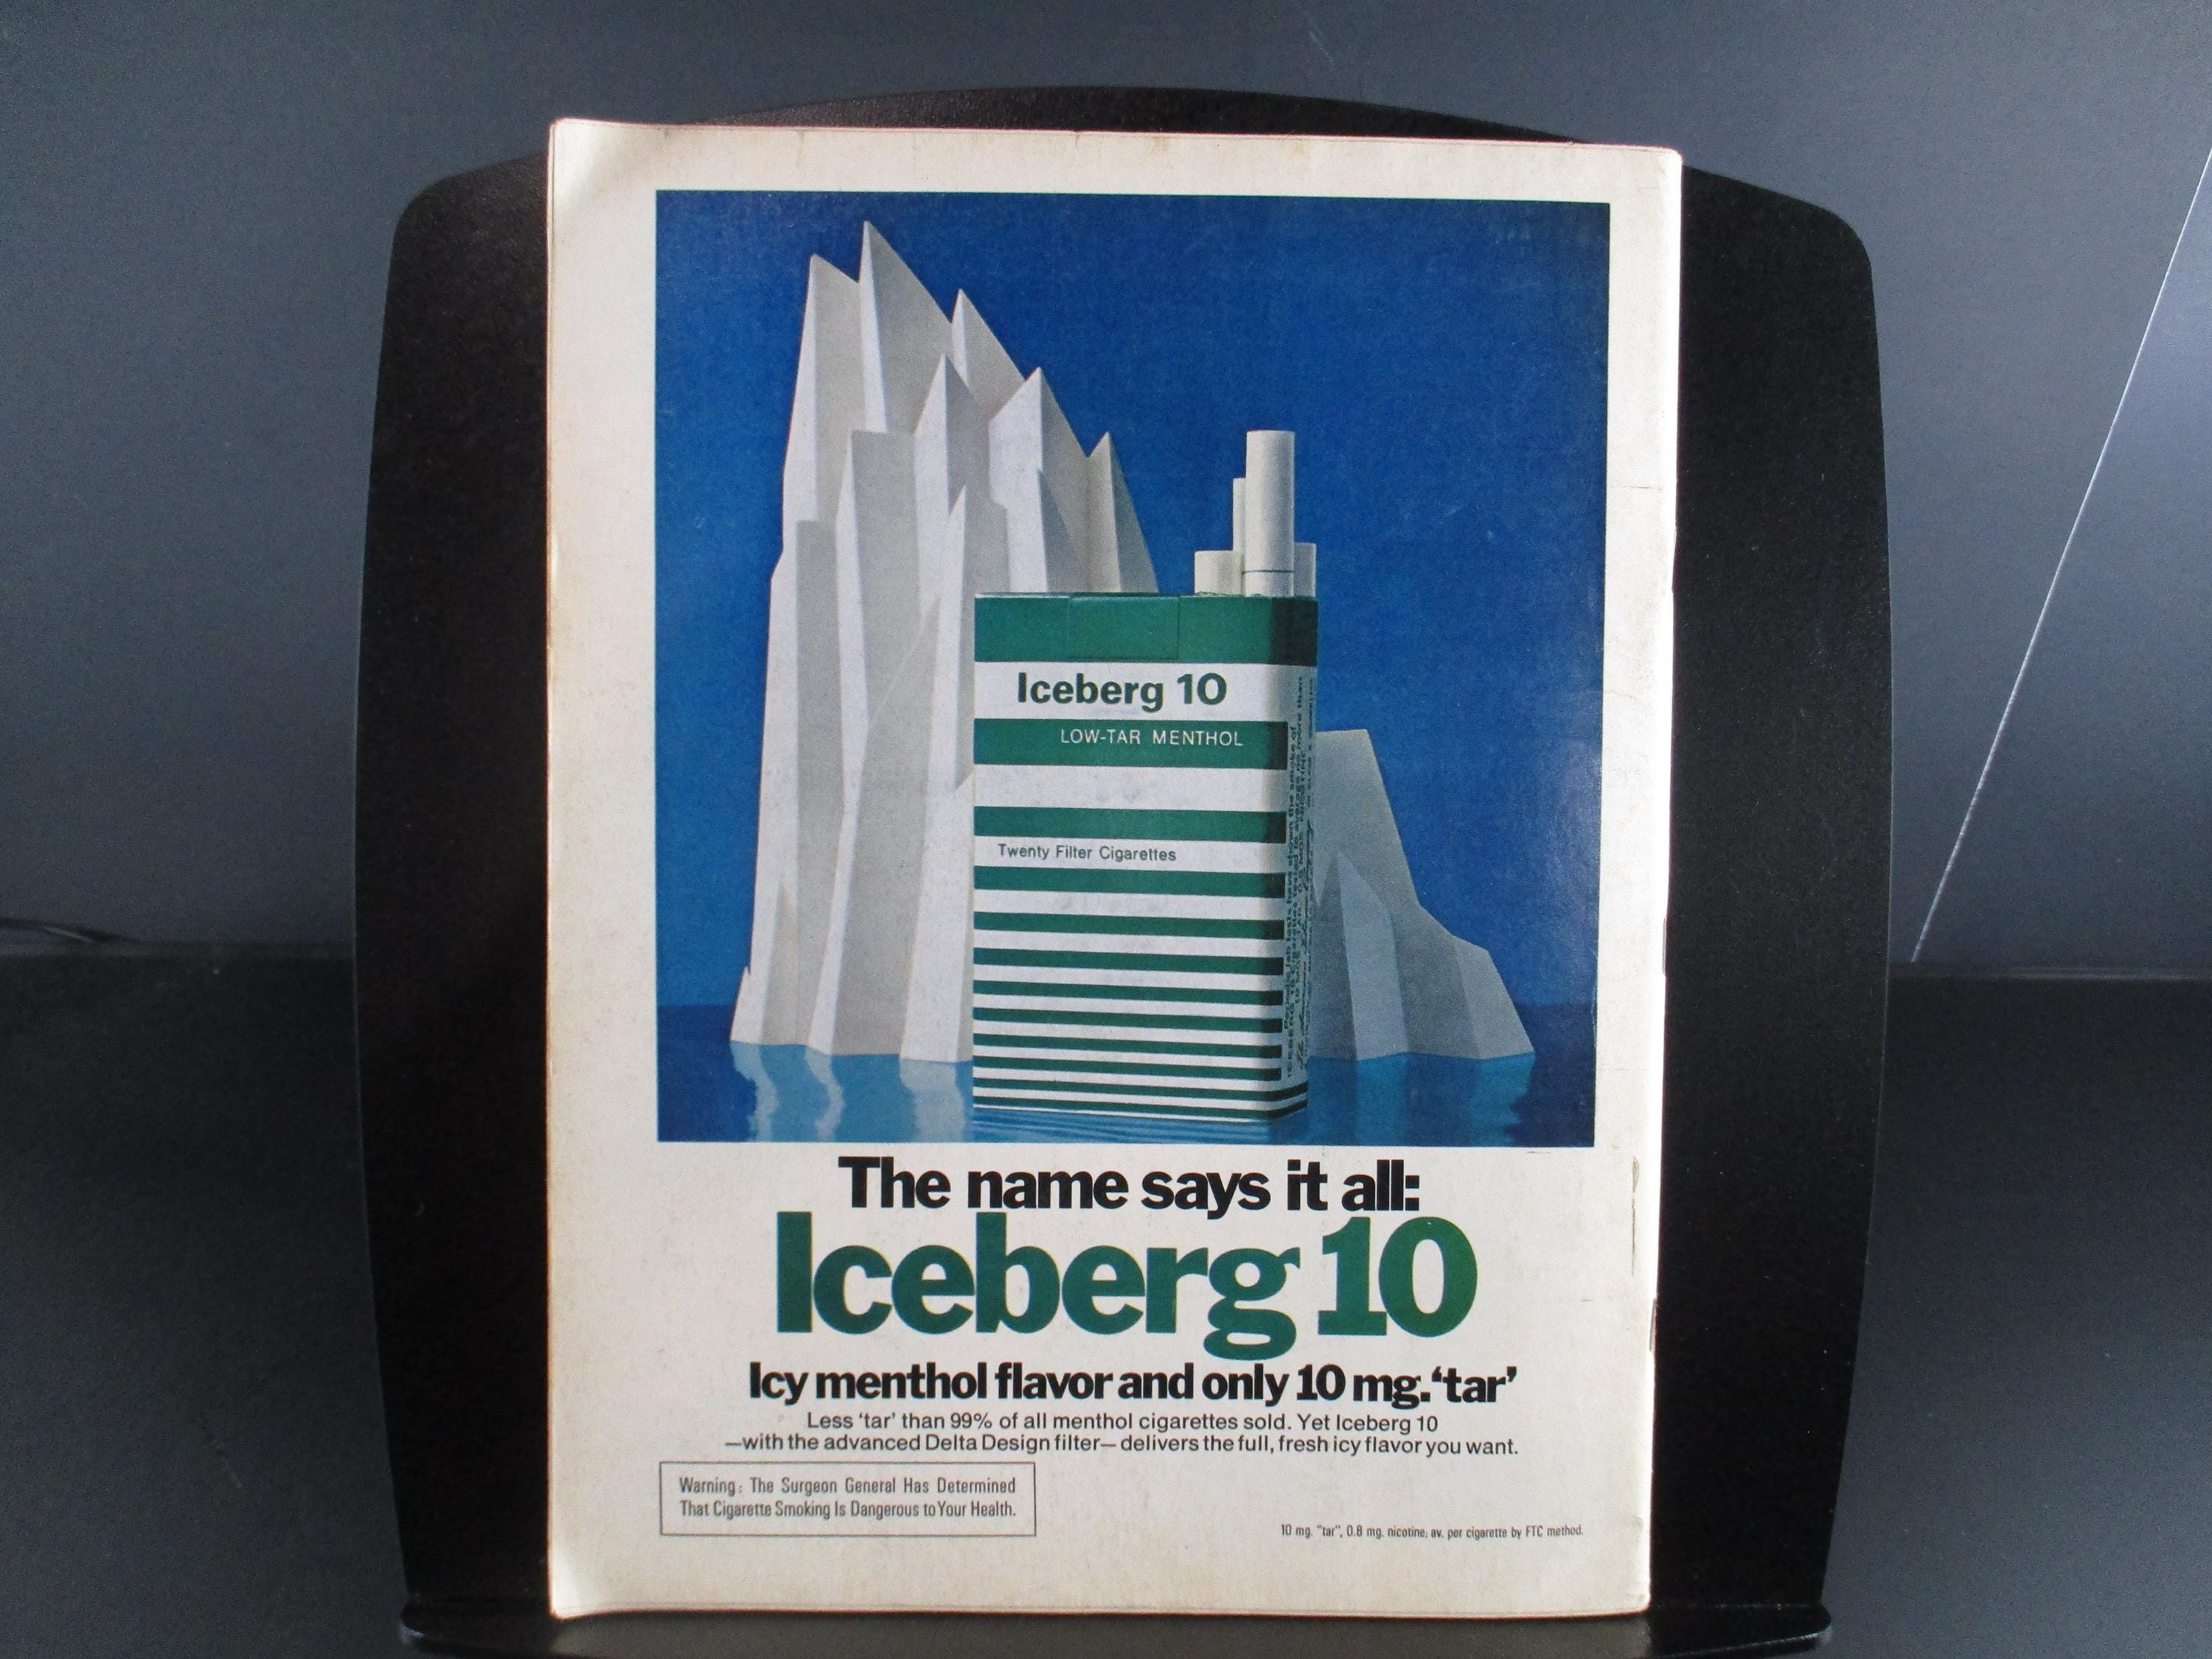 Iceberg 10
LOW-TAR MENTHOL
Twenty Filter Cigarettes
The name says it all:
Iceberg 10
Icy menthol flavor and only 10 mg.‘tar’
Less ‘tar’ than 99% of all menthol cigarettes sold. Yet Iceberg 10
—with the advanced Delta Design filter— delivers the full, fresh icy flavor you want.
Warning: The Surgeon General Has Determined
That Cigarette Smoking Is Dangerous to Your Health.
10 mg. "tar", 0.8 mg. nicotine, av. per cigarette by FTC method.